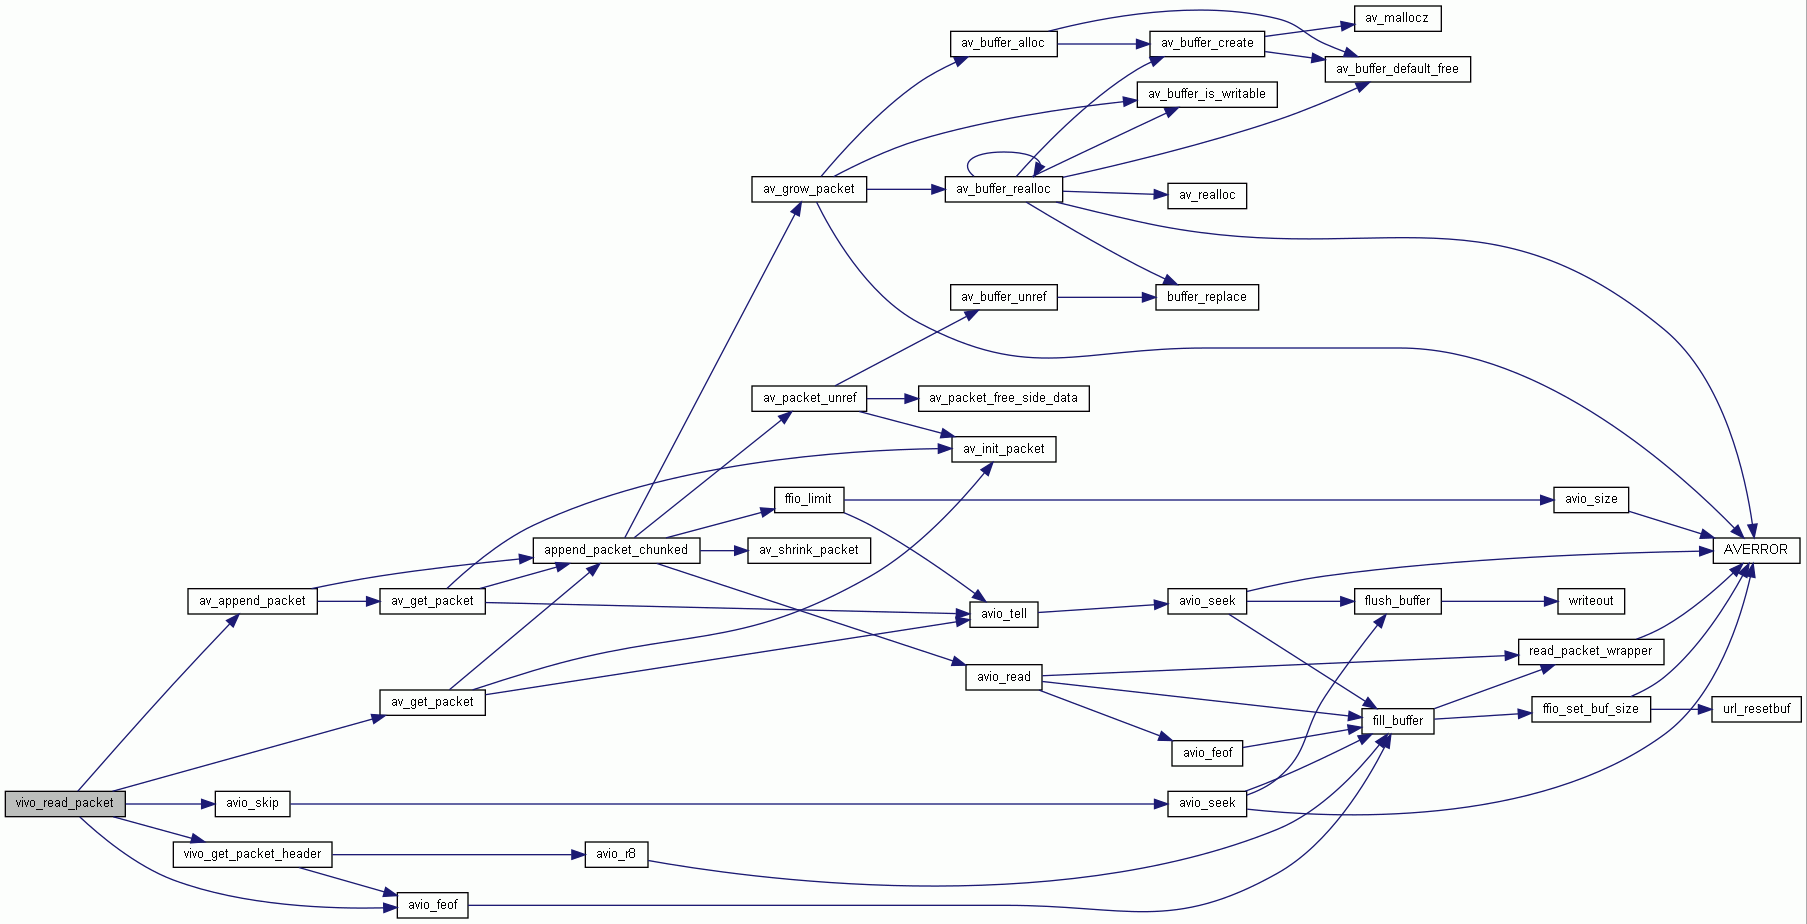 av_mallocz
av_buffer_alloc
av_buffer_create
av_buffer_default_free
av_buffer_is_writable
av_grow_packet
av_buffer_realloc
av_realloc
av_buffer_unref
buffer_replace
av_packet_unref
av_packet_free_side_data
av_init_packet
ffio_limit
avio_size
append_packet_chunked
av_shrink_packet
AVERROR
av_append_packet
av_get_packet
avio_tell
avio_seek
flush_buffer
writeout
read_packet_wrapper
avio_read
av_get_packet
fill_buffer
ffio_set_buf_size
url_resetbuf
avio_feof
vivo_read_packet
avio_skip
avio_seek
vivo_get_packet_header
avio_r8
avio_feof